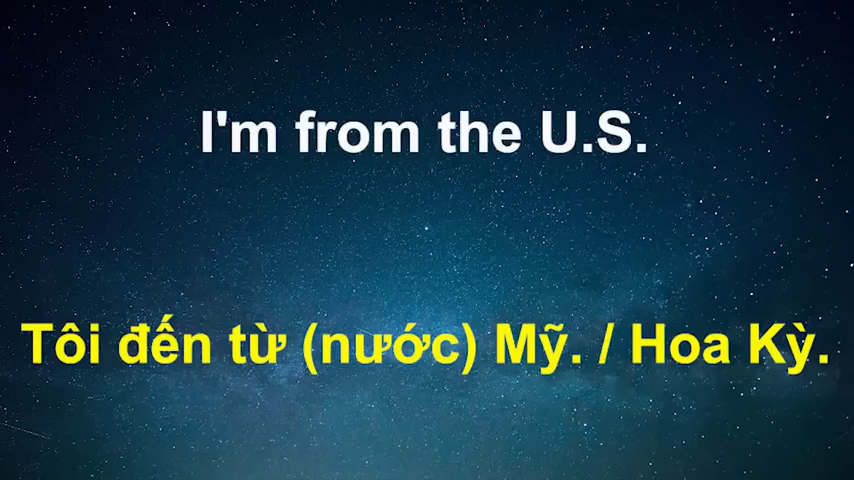 I'm from the U.S.
Tôi đến từ (nước) Mỹ. / Hoa Kỳ.